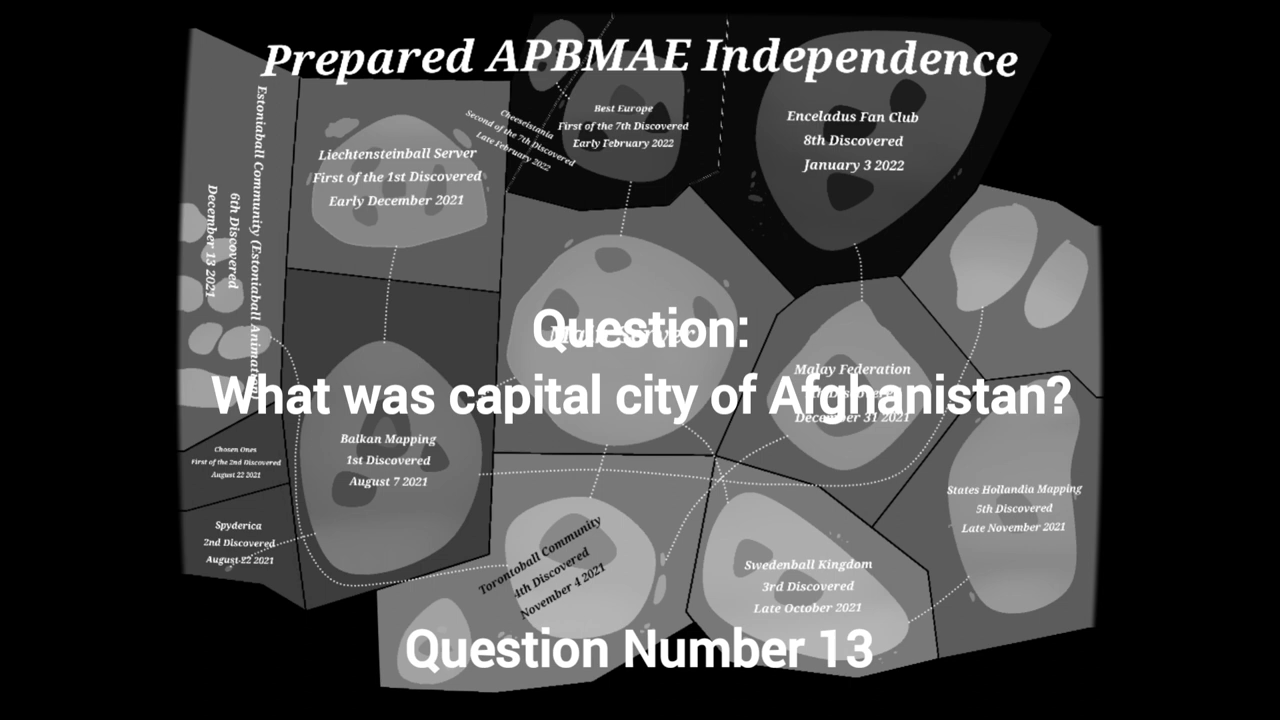 Prepared APBMAE Independence
Estoniaball Community (Estoniaball Animation)
6th Discovered
December 13 2021
Liechtensteinball Server
First of the 1st Discovered
Early December 2021
Cheeseistania
Second of the 7th Discovered
Late February 2022
Best Europe
First of the 7th Discovered
Early February 2022
Enceladus Fan Club
8th Discovered
January 3 2022
Question:
What was capital city of Afghanistan?
Main Server
Malay Federation
December 31 2021
Balkan Mapping
1st Discovered
August 7 2021
Chosen Ones
First of the 2nd Discovered
August 22 2021
Spyderica
2nd Discovered
August 22 2021
Torontoball Community
4th Discovered
November 4 2021
Swedenball Kingdom
3rd Discovered
Late October 2021
States Hollandia Mapping
5th Discovered
Late November 2021
Question Number 13